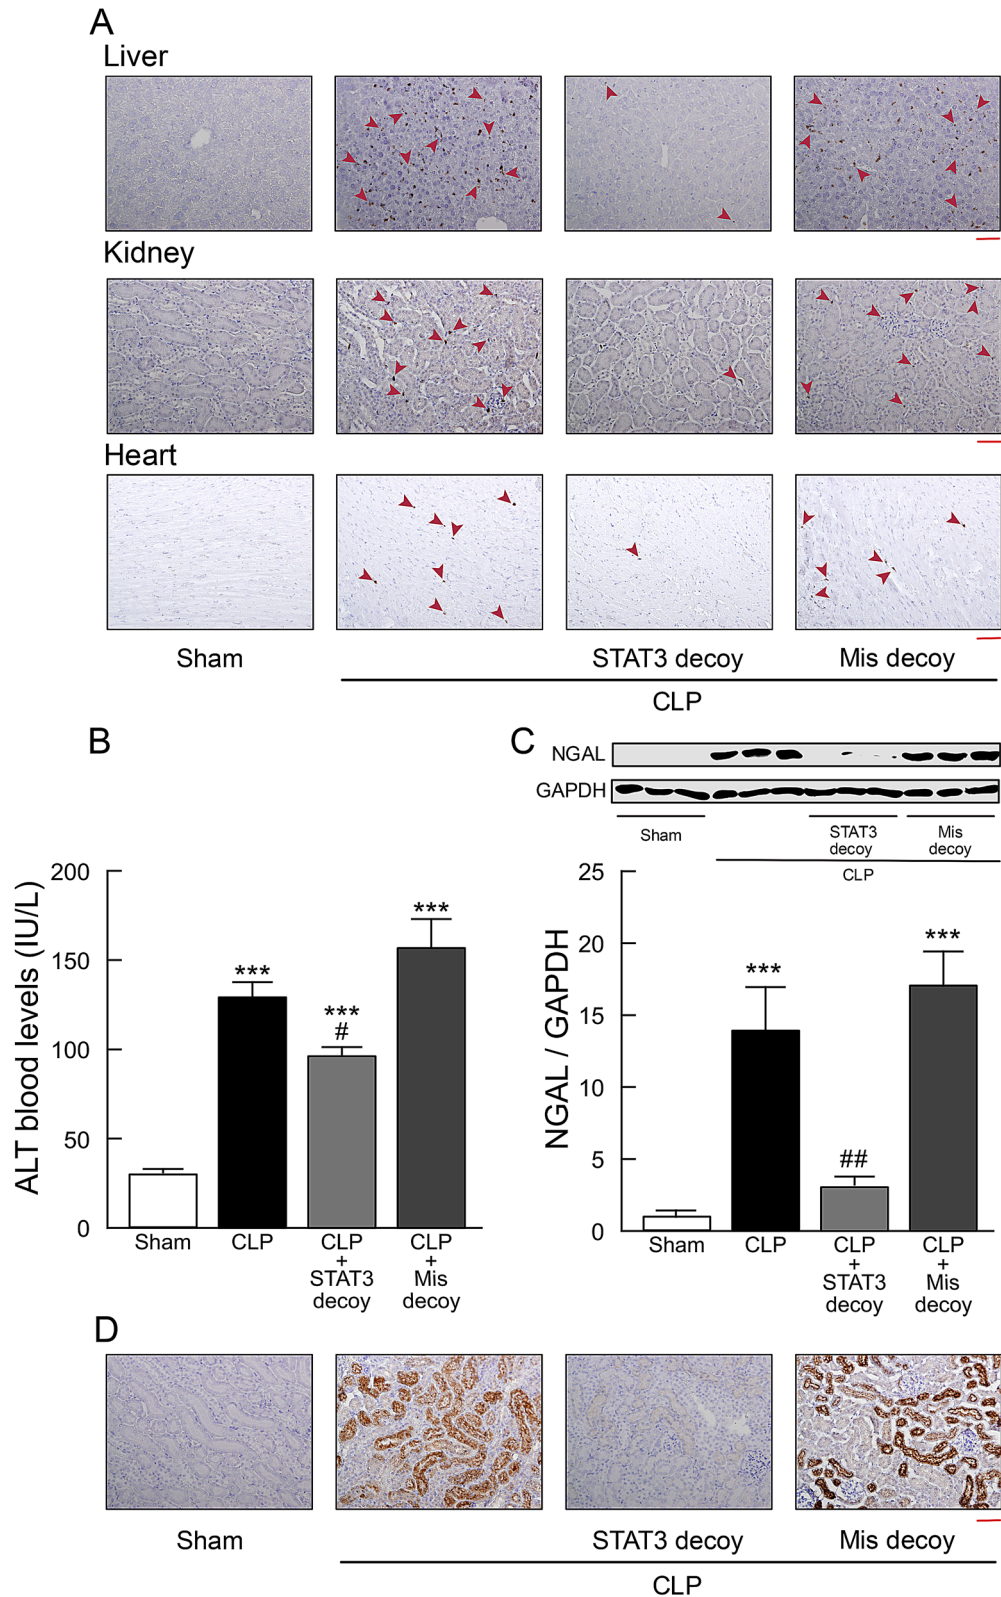 A
Liver
Kidney
Heart
Sham
STAT3 decoy
Mis decoy
CLP
B
200
150
100
50
0
ALT blood levels (IU/L)
***
***
#
***
Sham
CLP
CLP
+
STAT3
decoy
CLP
+
Mis
decoy
C
NGAL
GAPDH
Sham
STAT3
decoy
Mis
decoy
CLP
25
20
15
10
5
0
NGAL / GAPDH
***
##
***
Sham
CLP
CLP
+
STAT3
decoy
CLP
+
Mis
decoy
D
Sham
STAT3 decoy
Mis decoy
CLP